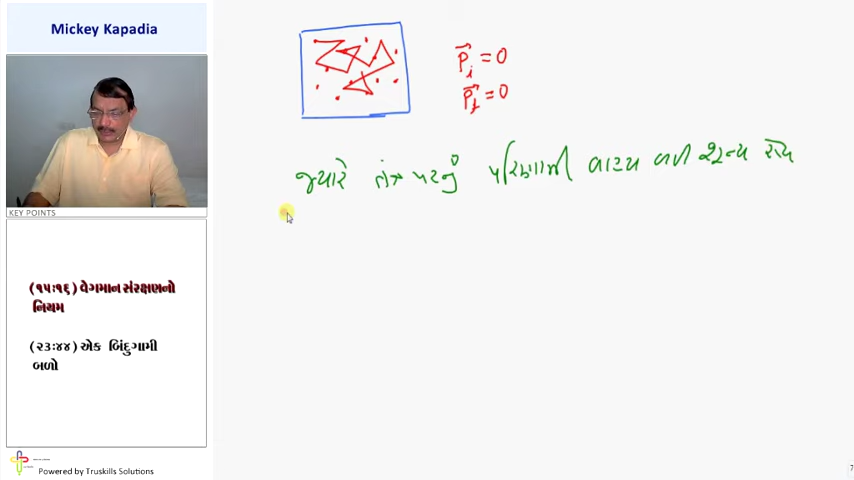 Mickey Kapadia
P⃗i = 0
P⃗f = 0
જ્યારે તંત્ર પરનું પરિણામી બાહ્ય બળ શૂન્ય હોય
KEY POINTS
(૧૫:૧૬) વેગમાન સંરક્ષણનો
નિયમ
(૨૩:૪૪) એક બિંદુગામી
બળો
Powered by Truskills Solutions
7